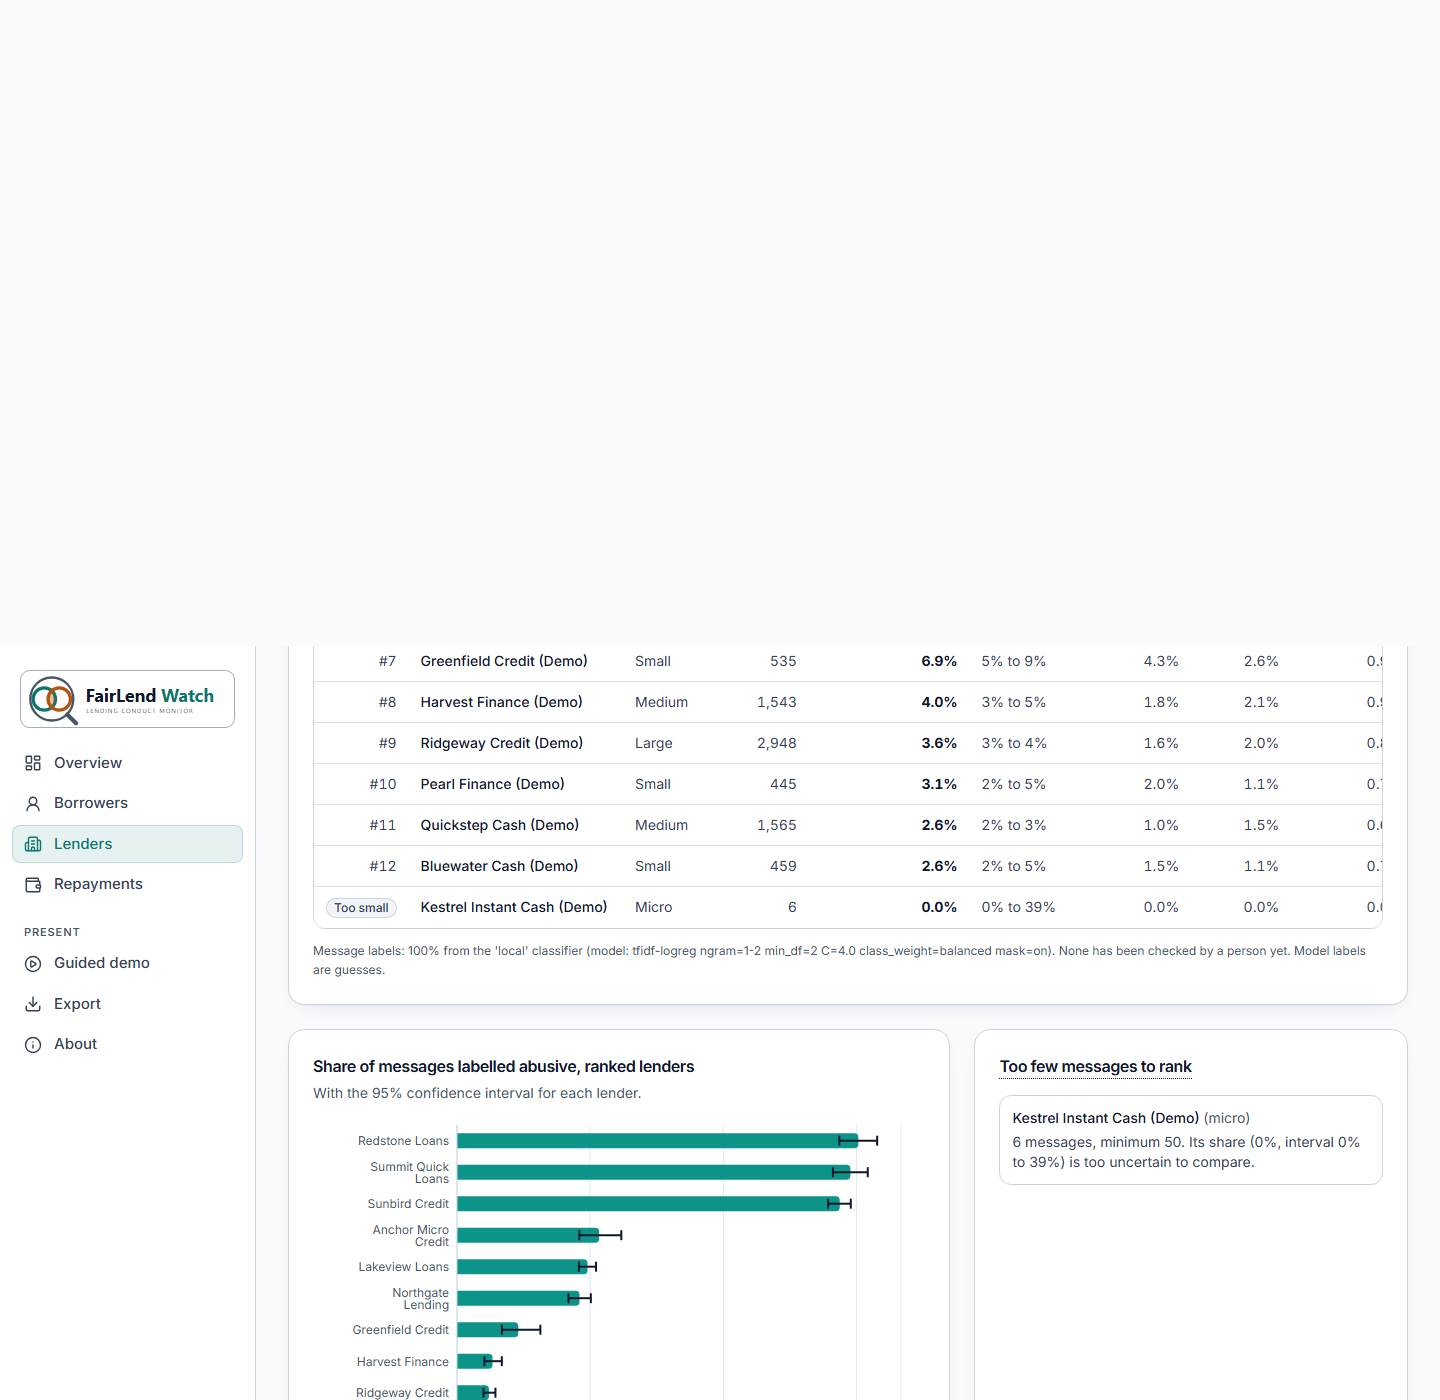 FairLend Watch
LENDING CONDUCT MONITOR
Overview
Borrowers
Lenders
Repayments
PRESENT
Guided demo
Export
About
#7 Greenfield Credit (Demo) Small 535 6.9% 5% to 9% 4.3% 2.6%
#8 Harvest Finance (Demo) Medium 1,543 4.0% 3% to 5% 1.8% 2.1%
#9 Ridgeway Credit (Demo) Large 2,948 3.6% 3% to 4% 1.6% 2.0%
#10 Pearl Finance (Demo) Small 445 3.1% 2% to 5% 2.0% 1.1%
#11 Quickstep Cash (Demo) Medium 1,565 2.6% 2% to 3% 1.0% 1.5%
#12 Bluewater Cash (Demo) Small 459 2.6% 2% to 5% 1.5% 1.1%
Too small Kestrel Instant Cash (Demo) Micro 6 0.0% 0% to 39% 0.0% 0.0%
Message labels: 100% from the 'local' classifier (model: tfidf-logreg ngram=1-2 min_df=2 C=4.0 class_weight=balanced mask=on). None has been checked by a person yet. Model labels
are guesses.
Share of messages labelled abusive, ranked lenders
With the 95% confidence interval for each lender.
Redstone Loans
Summit Quick
Loans
Sunbird Credit
Anchor Micro
Credit
Lakeview Loans
Northgate
Lending
Greenfield Credit
Harvest Finance
Ridgeway Credit
Too few messages to rank
Kestrel Instant Cash (Demo) (micro)
6 messages, minimum 50. Its share (0%, interval 0%
to 39%) is too uncertain to compare.